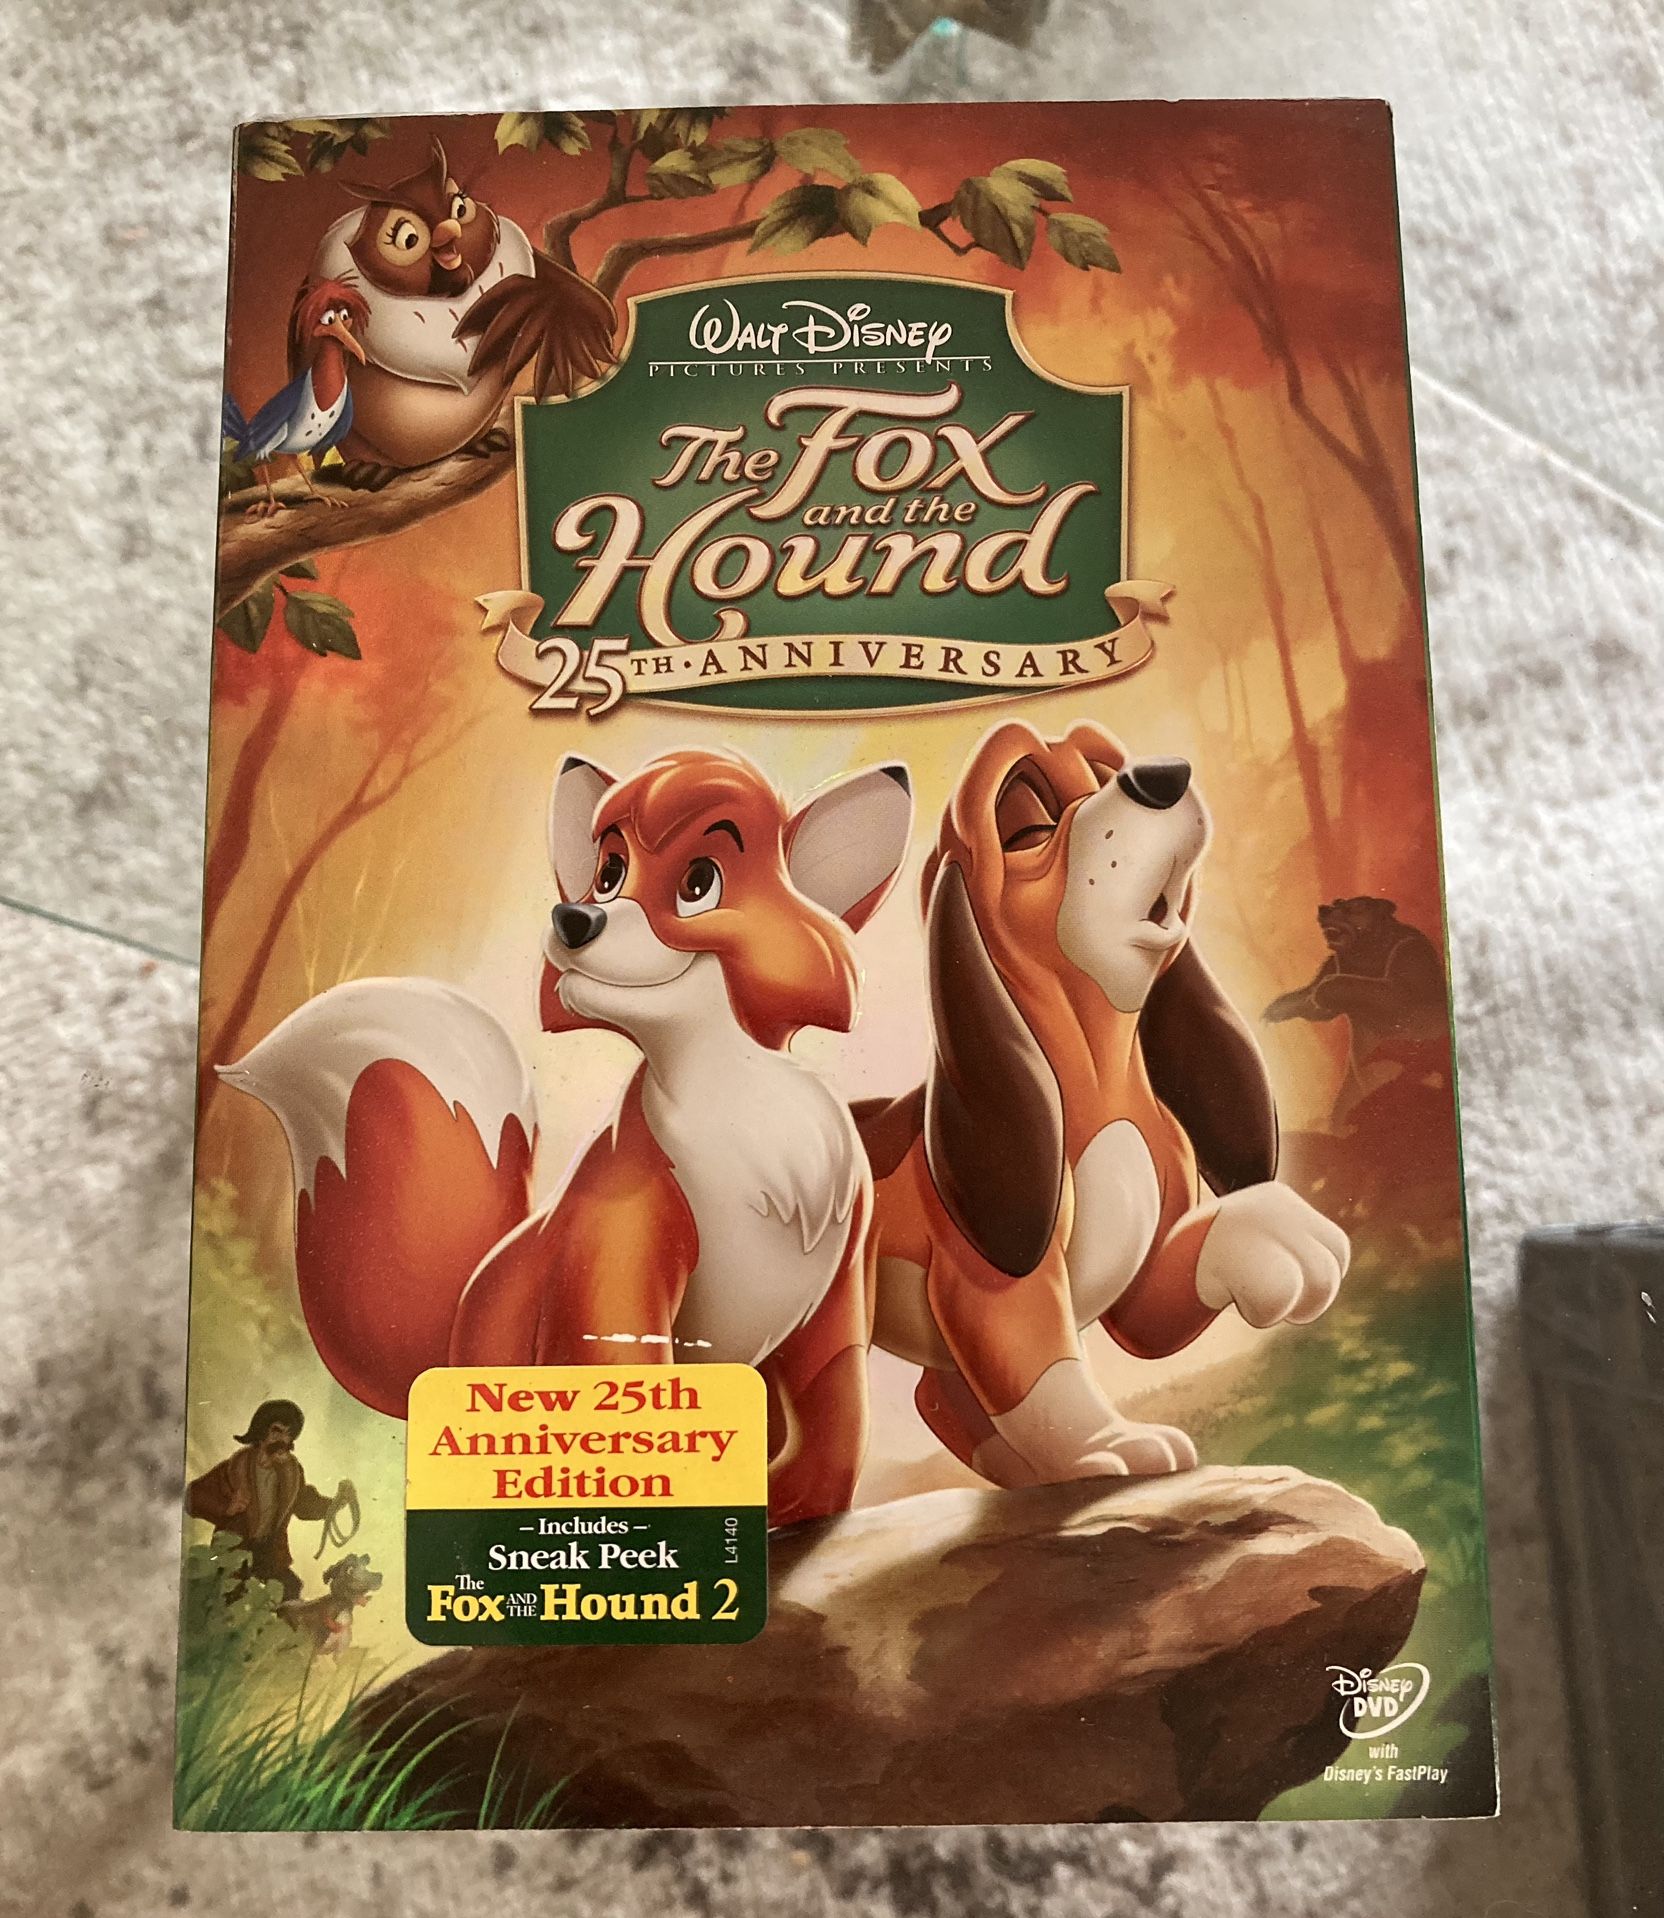 WALT DISNEY
PICTURES PRESENTS
The Fox
and the
Hound
25TH • ANNIVERSARY
New 25th
Anniversary
Edition
– Includes –
Sneak Peek
The
Fox AND THE Hound 2
L4140
DISNEY
DVD
with
Disney's FastPlay